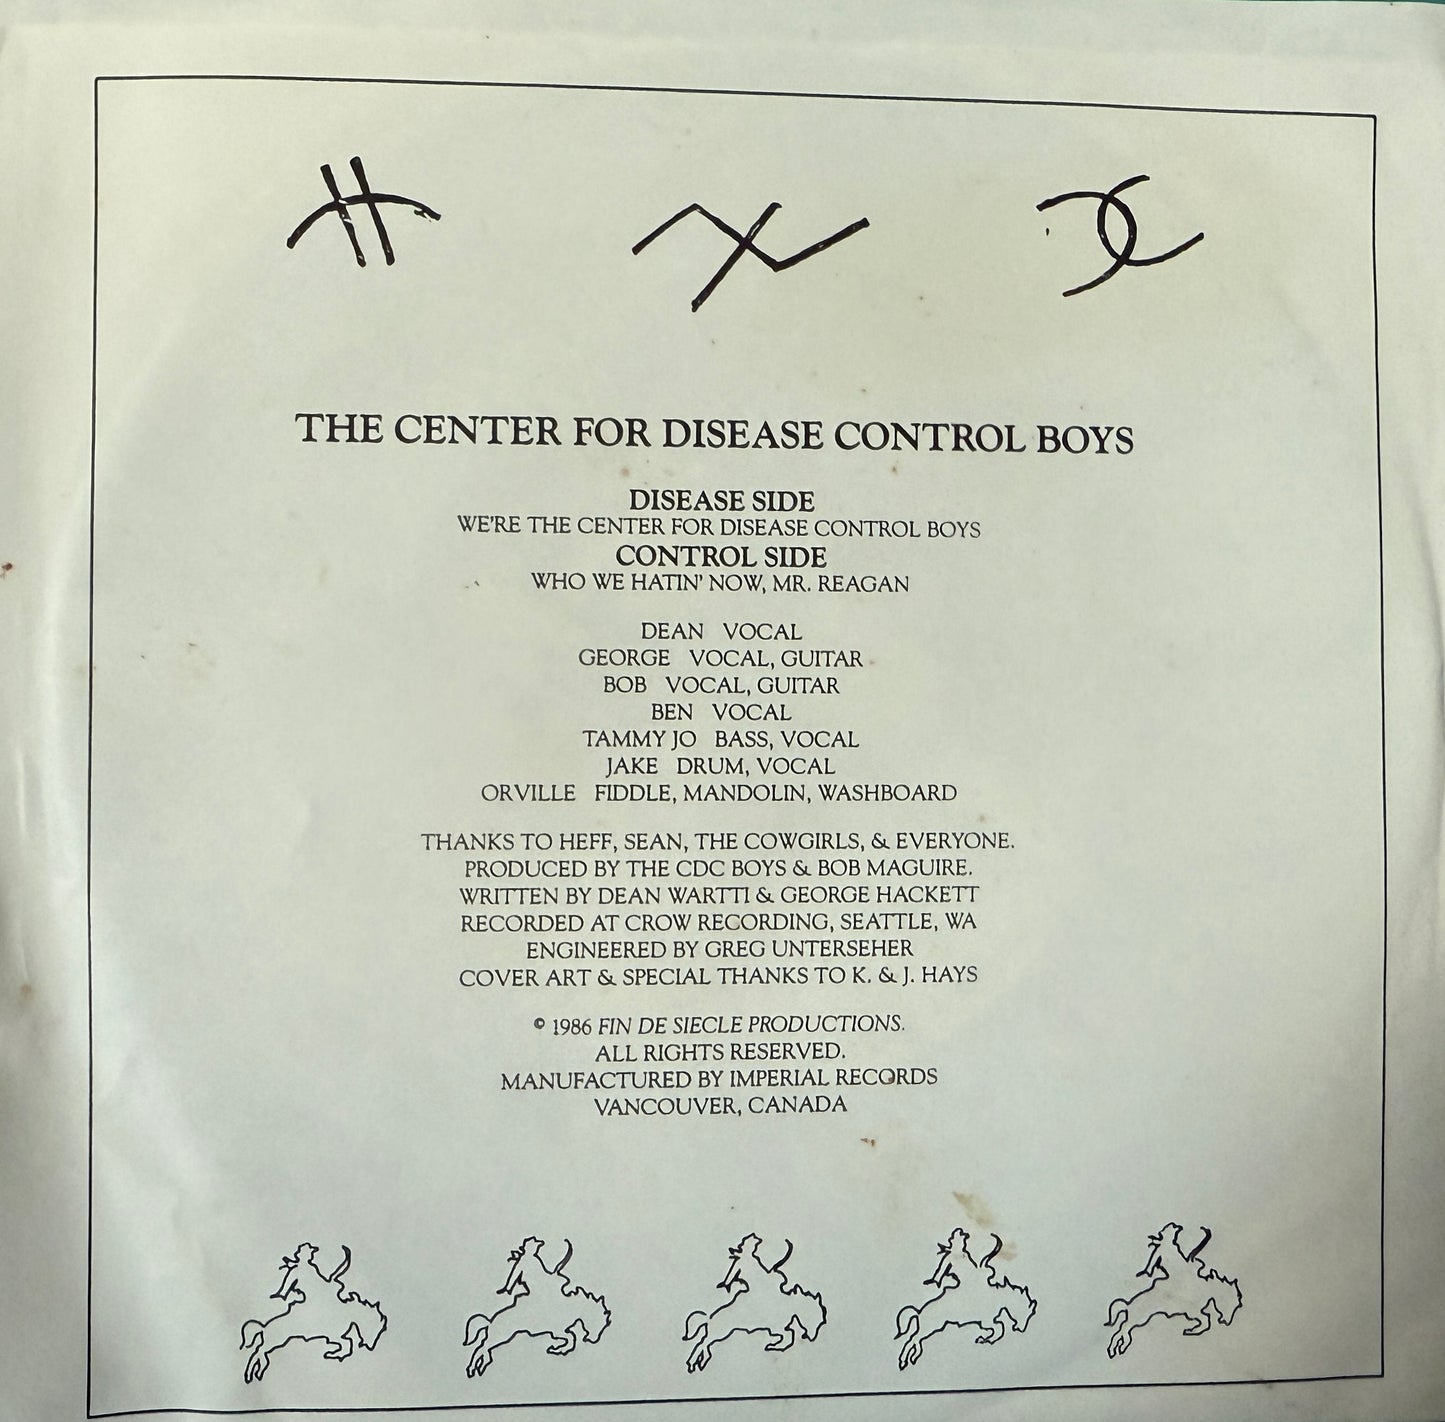 THE CENTER FOR DISEASE CONTROL BOYS
DISEASE SIDE
WE'RE THE CENTER FOR DISEASE CONTROL BOYS
CONTROL SIDE
WHO WE HATIN' NOW, MR. REAGAN
DEAN VOCAL
GEORGE VOCAL, GUITAR
BOB VOCAL, GUITAR
BEN VOCAL
TAMMY JO BASS, VOCAL
JAKE DRUM, VOCAL
ORVILLE FIDDLE, MANDOLIN, WASHBOARD
THANKS TO HEFF, SEAN, THE COWGIRLS, & EVERYONE.
PRODUCED BY THE CDC BOYS & BOB MAGUIRE.
WRITTEN BY DEAN WARTTI & GEORGE HACKETT
RECORDED AT CROW RECORDING, SEATTLE, WA
ENGINEERED BY GREG UNTERSEHER
COVER ART & SPECIAL THANKS TO K. & J. HAYS
© 1986 FIN DE SIECLE PRODUCTIONS.
ALL RIGHTS RESERVED.
MANUFACTURED BY IMPERIAL RECORDS
VANCOUVER, CANADA